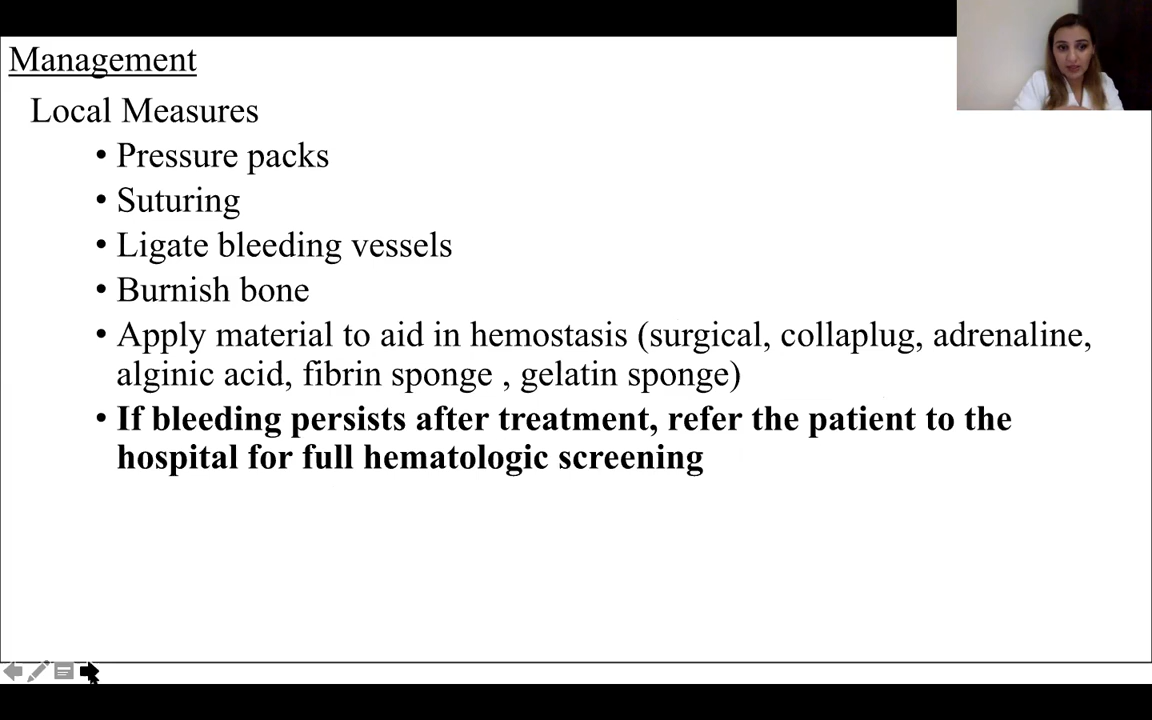 Management
Local Measures
• Pressure packs
• Suturing
• Ligate bleeding vessels
• Burnish bone
• Apply material to aid in hemostasis (surgical, collaplug, adrenaline,
alginic acid, fibrin sponge , gelatin sponge)
• If bleeding persists after treatment, refer the patient to the
hospital for full hematologic screening